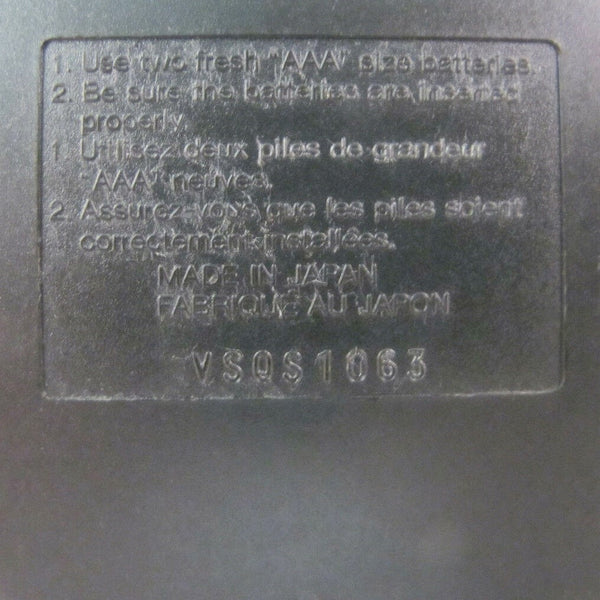 1. Use two fresh "AAA" size batteries.
2. Be sure the batteries are inserted
properly.
1. Utilisez deux piles de grandeur
"AAA" neuves.
2. Assurez-vous que les piles soient
correctement installées.
MADE IN JAPAN
FABRIQUE AU JAPON
VSQS1063